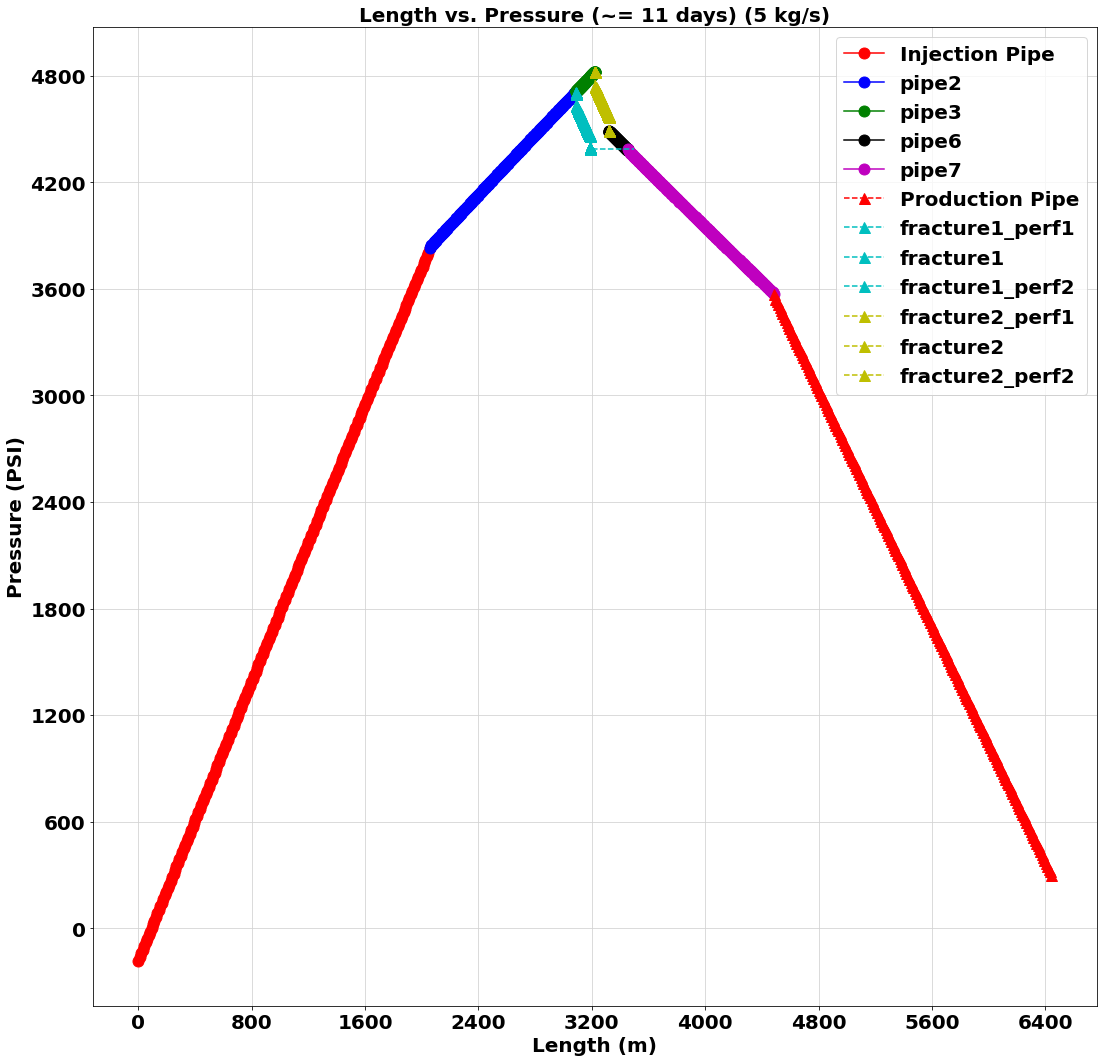 Length vs. Pressure (~= 11 days) (5 kg/s)
Injection Pipe
pipe2
pipe3
pipe6
pipe7
Production Pipe
fracture1_perf1
fracture1
fracture1_perf2
fracture2_perf1
fracture2
fracture2_perf2
4800
4200
3600
3000
2400
1800
1200
600
0
Pressure (PSI)
0 800 1600 2400 3200 4000 4800 5600 6400
Length (m)